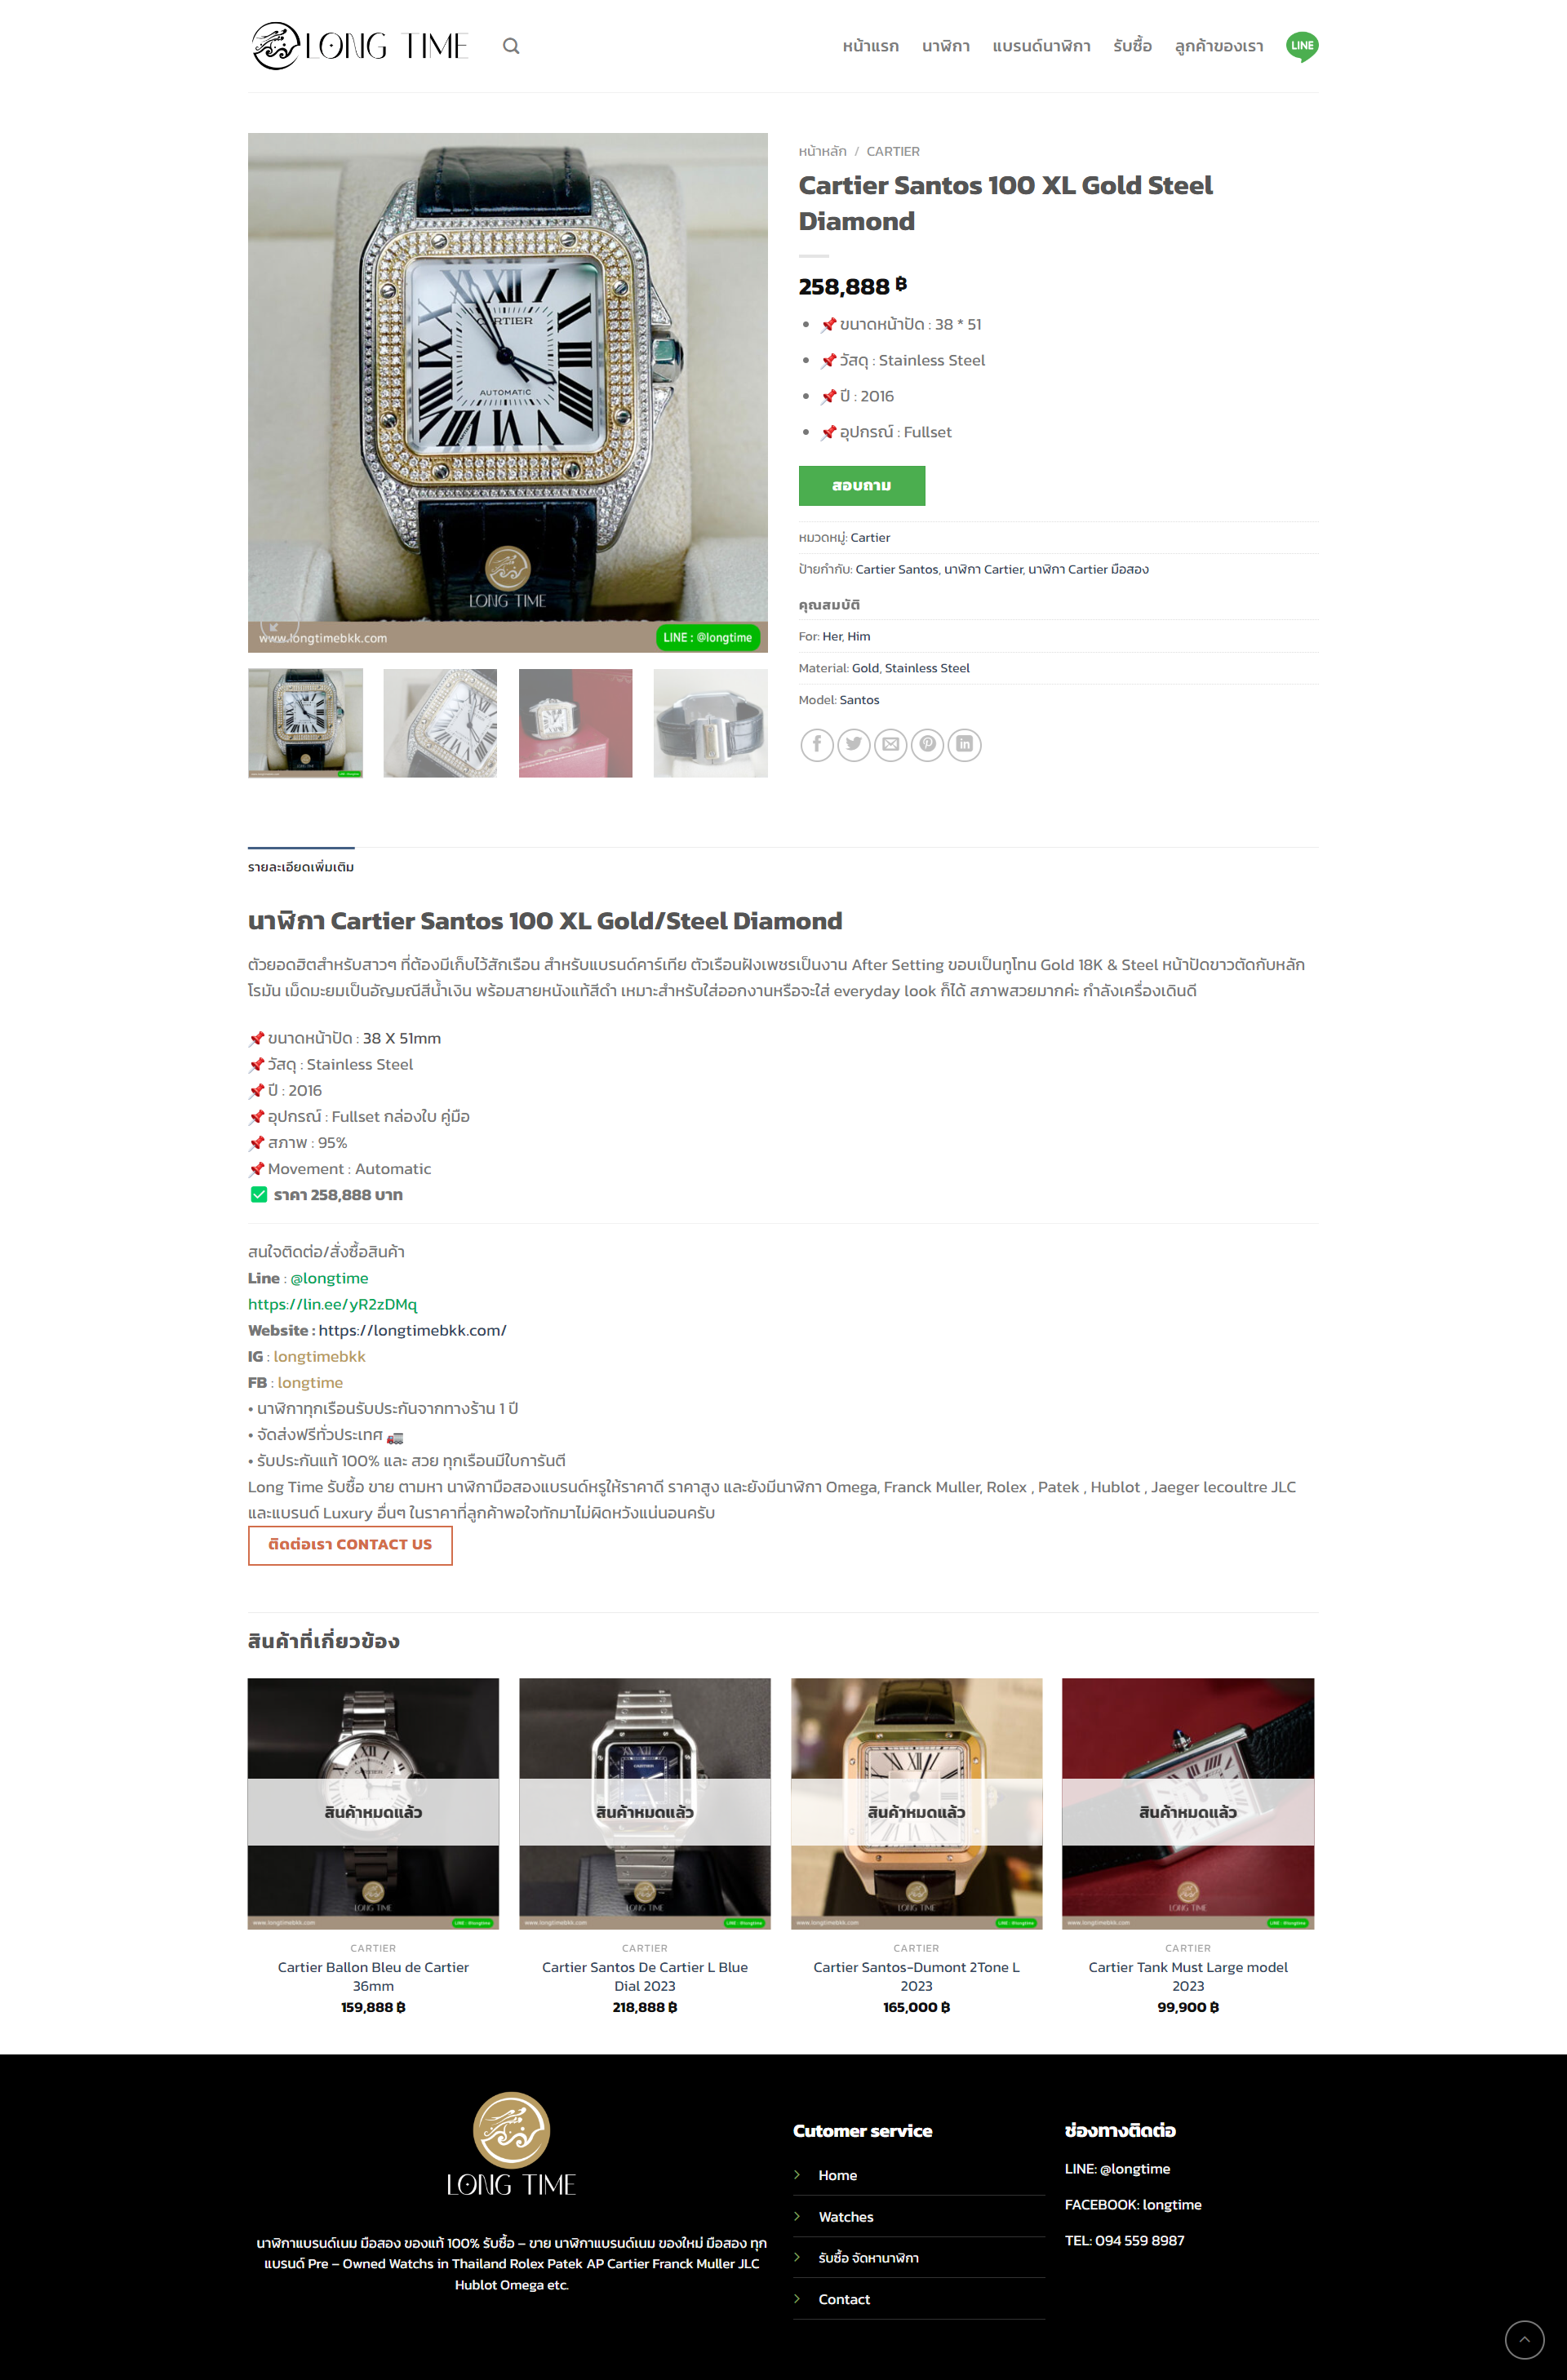 LONG TIME
หน้าแรก
นาฬิกา
แบรนด์นาฬิกา
รับซื้อ
ลูกค้าของเรา
LINE
CARTIER
AUTOMATIC
LONG TIME
www.longtimebkk.com
LINE : @longtime
หน้าหลัก / CARTIER
Cartier Santos 100 XL Gold Steel
Diamond
258,888 ฿
• 📌 ขนาดหน้าปัด : 38 * 51
• 📌 วัสดุ : Stainless Steel
• 📌 ปี : 2016
• 📌 อุปกรณ์ : Fullset
สอบถาม
หมวดหมู่: Cartier
ป้ายกำกับ: Cartier Santos, นาฬิกา Cartier, นาฬิกา Cartier มือสอง
คุณสมบัติ
For: Her, Him
Material: Gold, Stainless Steel
Model: Santos
รายละเอียดเพิ่มเติม
นาฬิกา Cartier Santos 100 XL Gold/Steel Diamond
ตัวยอดฮิตสำหรับสาวๆ ที่ต้องมีเก็บไว้สักเรือน สำหรับแบรนด์คาร์เทีย ตัวเรือนฝังเพชรเป็นงาน After Setting ขอบเป็นทูโทน Gold 18K & Steel หน้าปัดขาวตัดกับหลัก
โรมัน เม็ดมะยมเป็นอัญมณีสีน้ำเงิน พร้อมสายหนังแท้สีดำ เหมาะสำหรับใส่ออกงานหรือจะใส่ everyday look ก็ได้ สภาพสวยมากค่ะ กำลังเครื่องเดินดี
📌 ขนาดหน้าปัด : 38 X 51mm
📌 วัสดุ : Stainless Steel
📌 ปี : 2016
📌 อุปกรณ์ : Fullset กล่องใบ คู่มือ
📌 สภาพ : 95%
📌 Movement : Automatic
✅ ราคา 258,888 บาท
สนใจติดต่อ/สั่งซื้อสินค้า
Line : @longtime
https://lin.ee/yR2zDMq
Website : https://longtimebkk.com/
IG : longtimebkk
FB : longtime
• นาฬิกาทุกเรือนรับประกันจากทางร้าน 1 ปี
• จัดส่งฟรีทั่วประเทศ 🚛
• รับประกันแท้ 100% และ สวย ทุกเรือนมีใบการันตี
Long Time รับซื้อ ขาย ตามหา นาฬิกามือสองแบรนด์หรูให้ราคาดี ราคาสูง และยังมีนาฬิกา Omega, Franck Muller, Rolex , Patek , Hublot , Jaeger lecoultre JLC
และแบรนด์ Luxury อื่นๆ ในราคาที่ลูกค้าพอใจทักมาไม่ผิดหวังแน่นอนครับ
ติดต่อเรา CONTACT US
สินค้าที่เกี่ยวข้อง
สินค้าหมดแล้ว
สินค้าหมดแล้ว
สินค้าหมดแล้ว
สินค้าหมดแล้ว
CARTIER
Cartier Ballon Bleu de Cartier
36mm
159,888 ฿
CARTIER
Cartier Santos De Cartier L Blue
Dial 2023
218,888 ฿
CARTIER
Cartier Santos-Dumont 2Tone L
2023
165,000 ฿
CARTIER
Cartier Tank Must Large model
2023
99,900 ฿
LONG TIME
นาฬิกาแบรนด์เนม มือสอง ของแท้ 100% รับซื้อ – ขาย นาฬิกาแบรนด์เนม ของใหม่ มือสอง ทุก
แบรนด์ Pre – Owned Watchs in Thailand Rolex Patek AP Cartier Franck Muller JLC
Hublot Omega etc.
Cutomer service
Home
Watches
รับซื้อ จัดหานาฬิกา
Contact
ช่องทางติดต่อ
LINE: @longtime
FACEBOOK: longtime
TEL: 094 559 8987